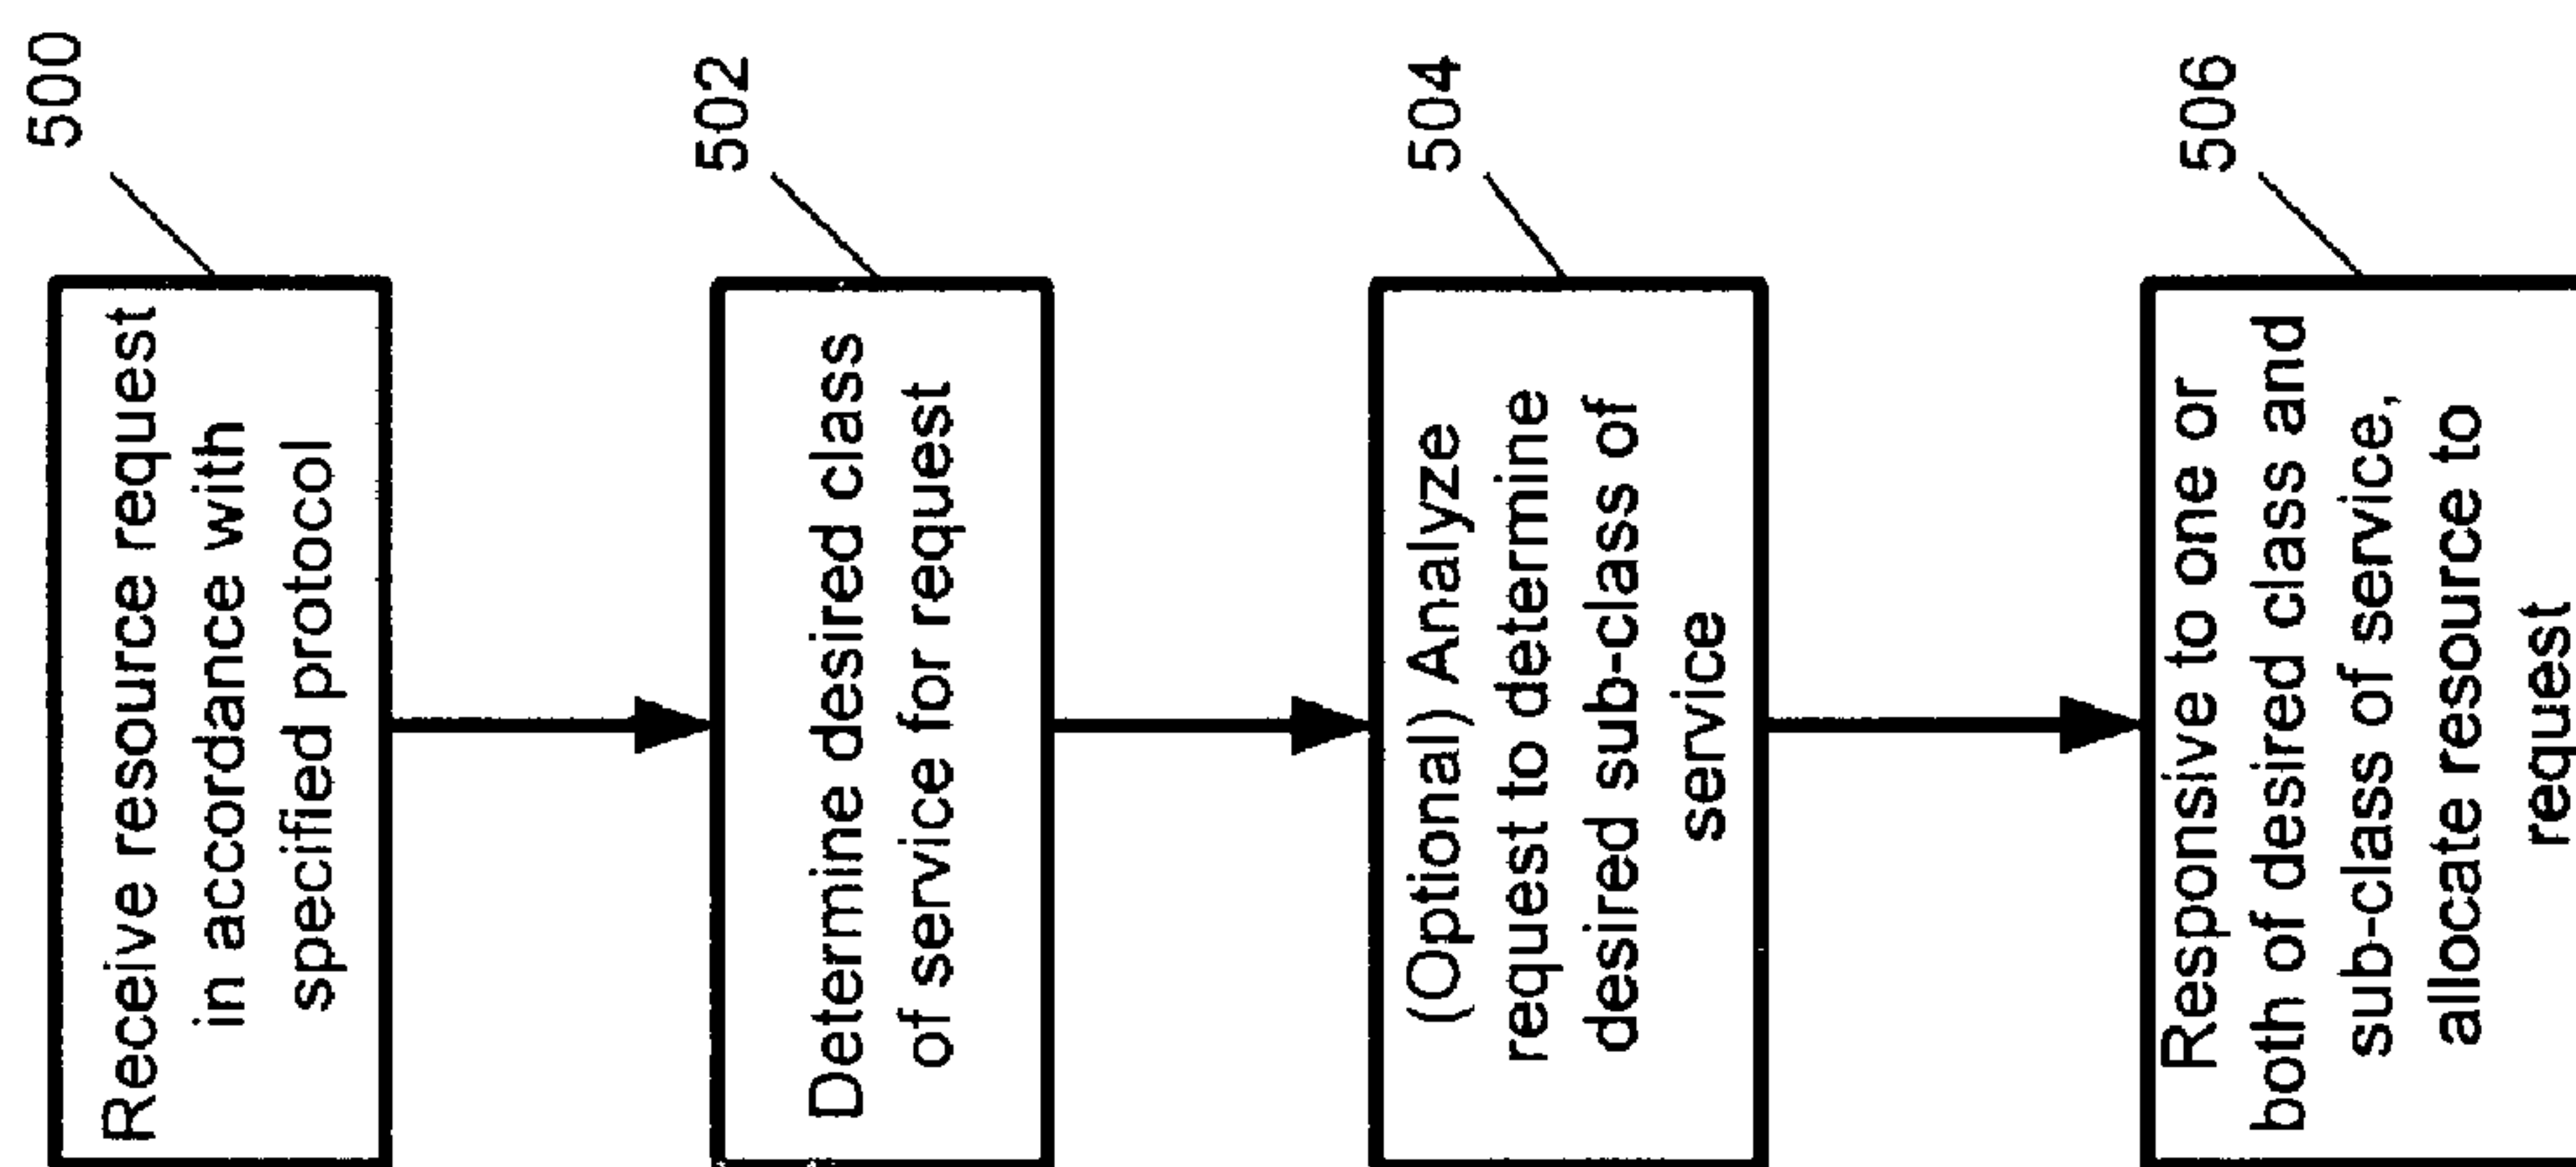 500
Receive resource request
in accordance with
specified protocol
502
Determine desired class
of service for request
504
(Optional) Analyze
request to determine
desired sub-class of
service
506
Responsive to one or
both of desired class and
sub-class of service,
allocate resource to
request